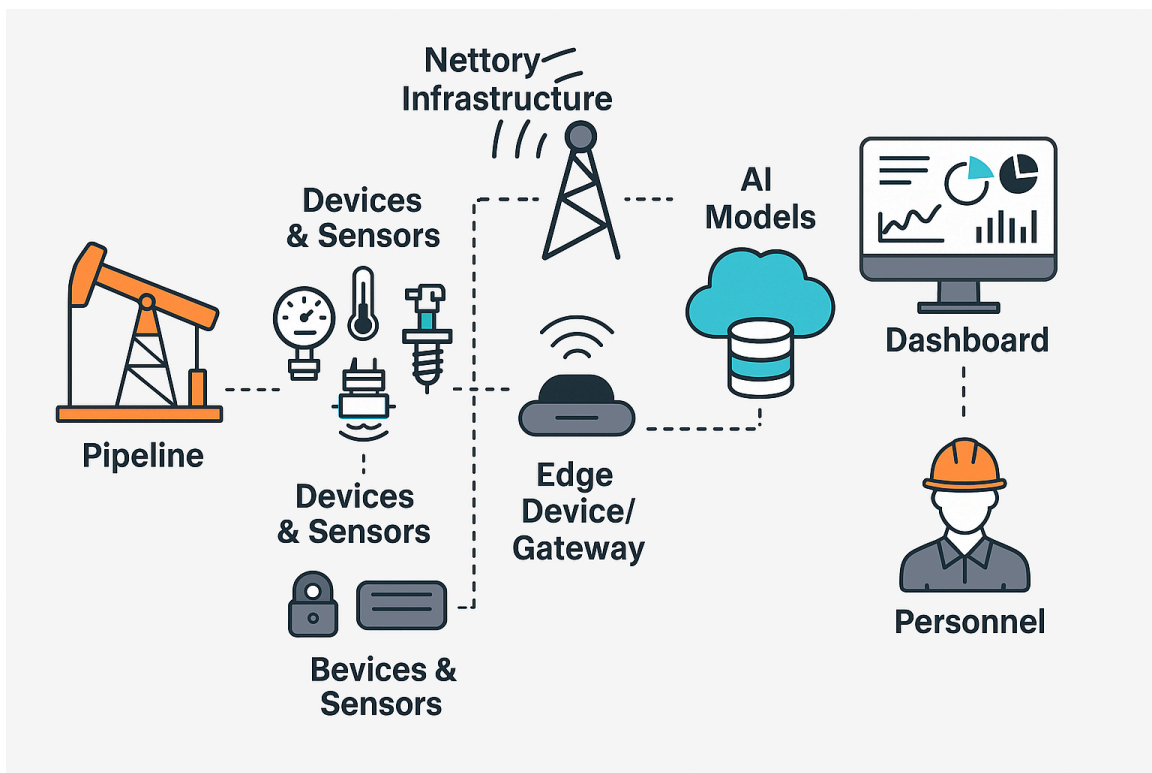 Nettory
Infrastructure
Devices
& Sensors
AI
Models
Dashboard
Pipeline
Devices
& Sensors
Edge
Device/
Gateway
Personnel
Bevices &
Sensors